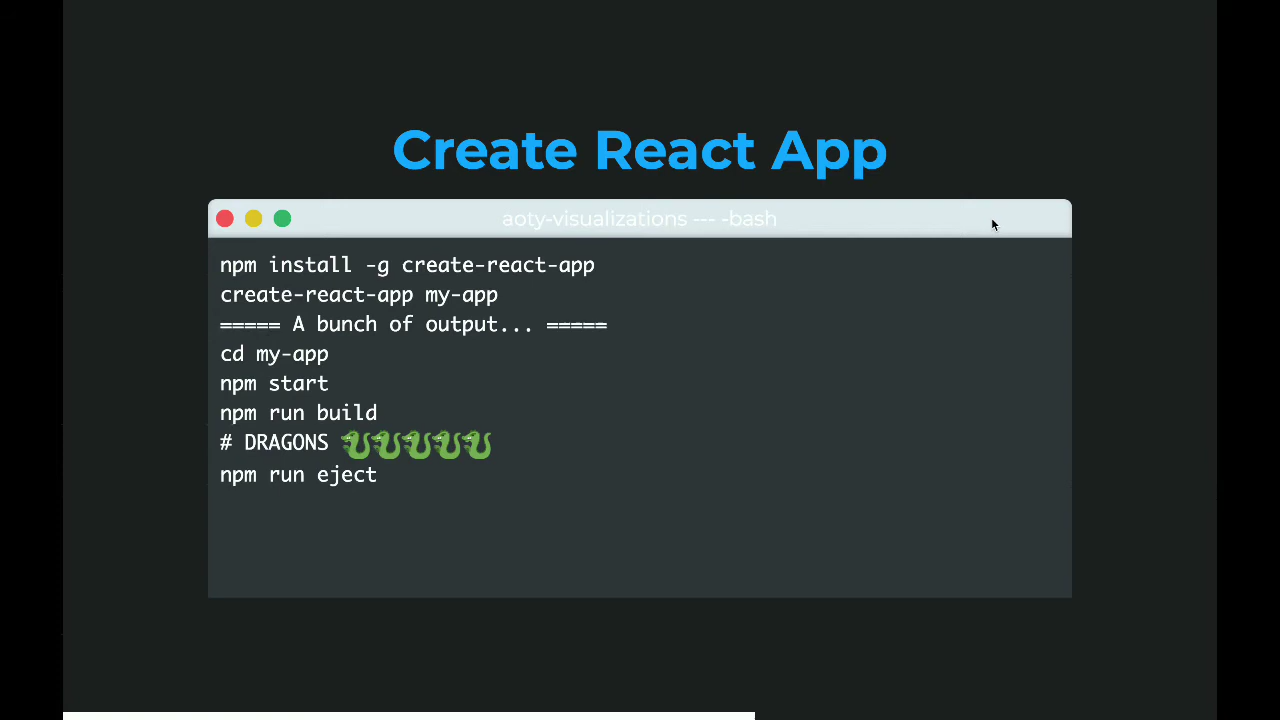 Create React App
aoty-visualizations --- -bash
npm install -g create-react-app
create-react-app my-app
===== A bunch of output... =====
cd my-app
npm start
npm run build
# DRAGONS 🐉🐉🐉🐉🐉
npm run eject